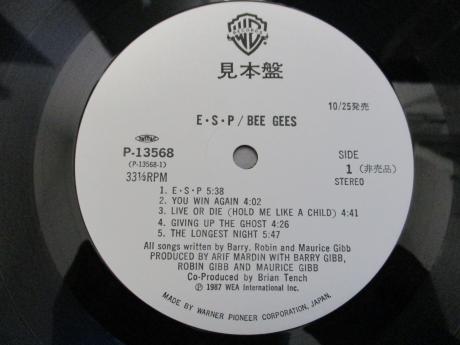 見本盤
10/25発売
E・S・P / BEE GEES
P-13568
(P-13568-1)
33⅓RPM
SIDE
1 (非売品)
STEREO
1. E・S・P 5:38
2. YOU WIN AGAIN 4:02
3. LIVE OR DIE (HOLD ME LIKE A CHILD) 4:41
4. GIVING UP THE GHOST 4:26
5. THE LONGEST NIGHT 5:47
All songs written by Barry, Robin and Maurice Gibb
PRODUCED BY ARIF MARDIN WITH BARRY GIBB,
ROBIN GIBB AND MAURICE GIBB
Co-Produced by Brian Tench
Ⓟ 1987 WEA International Inc.
MADE BY WARNER PIONEER CORPORATION, JAPAN.